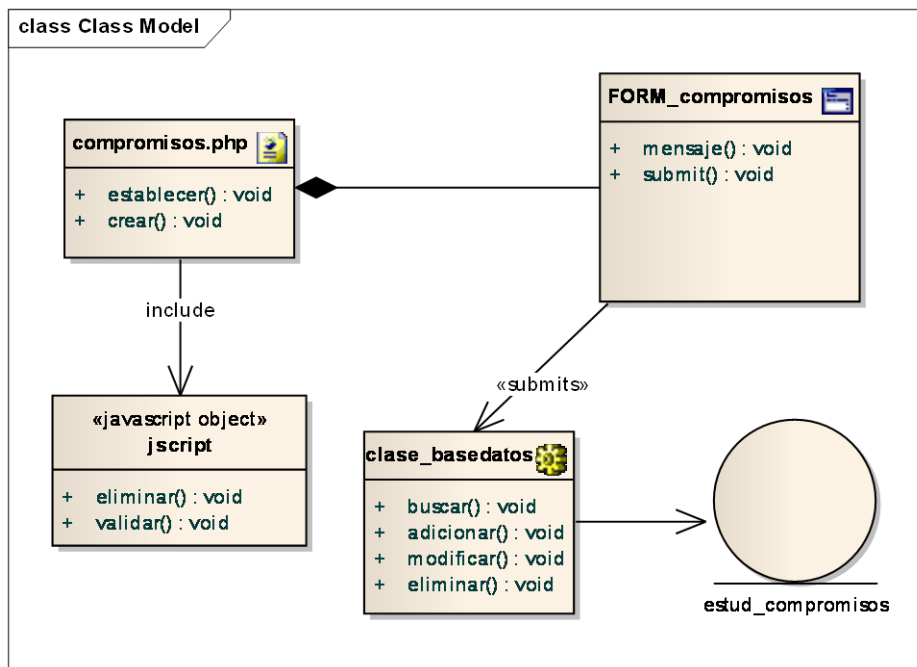 class Class Model
compromisos.php
+ establecer() : void
+ crear() : void
FORM_compromisos
+ mensaje() : void
+ submit() : void
include
«submits»
«javascript object»
jscript
+ eliminar() : void
+ validar() : void
clase_basedatos
+ buscar() : void
+ adicionar() : void
+ modificar() : void
+ eliminar() : void
estud_compromisos